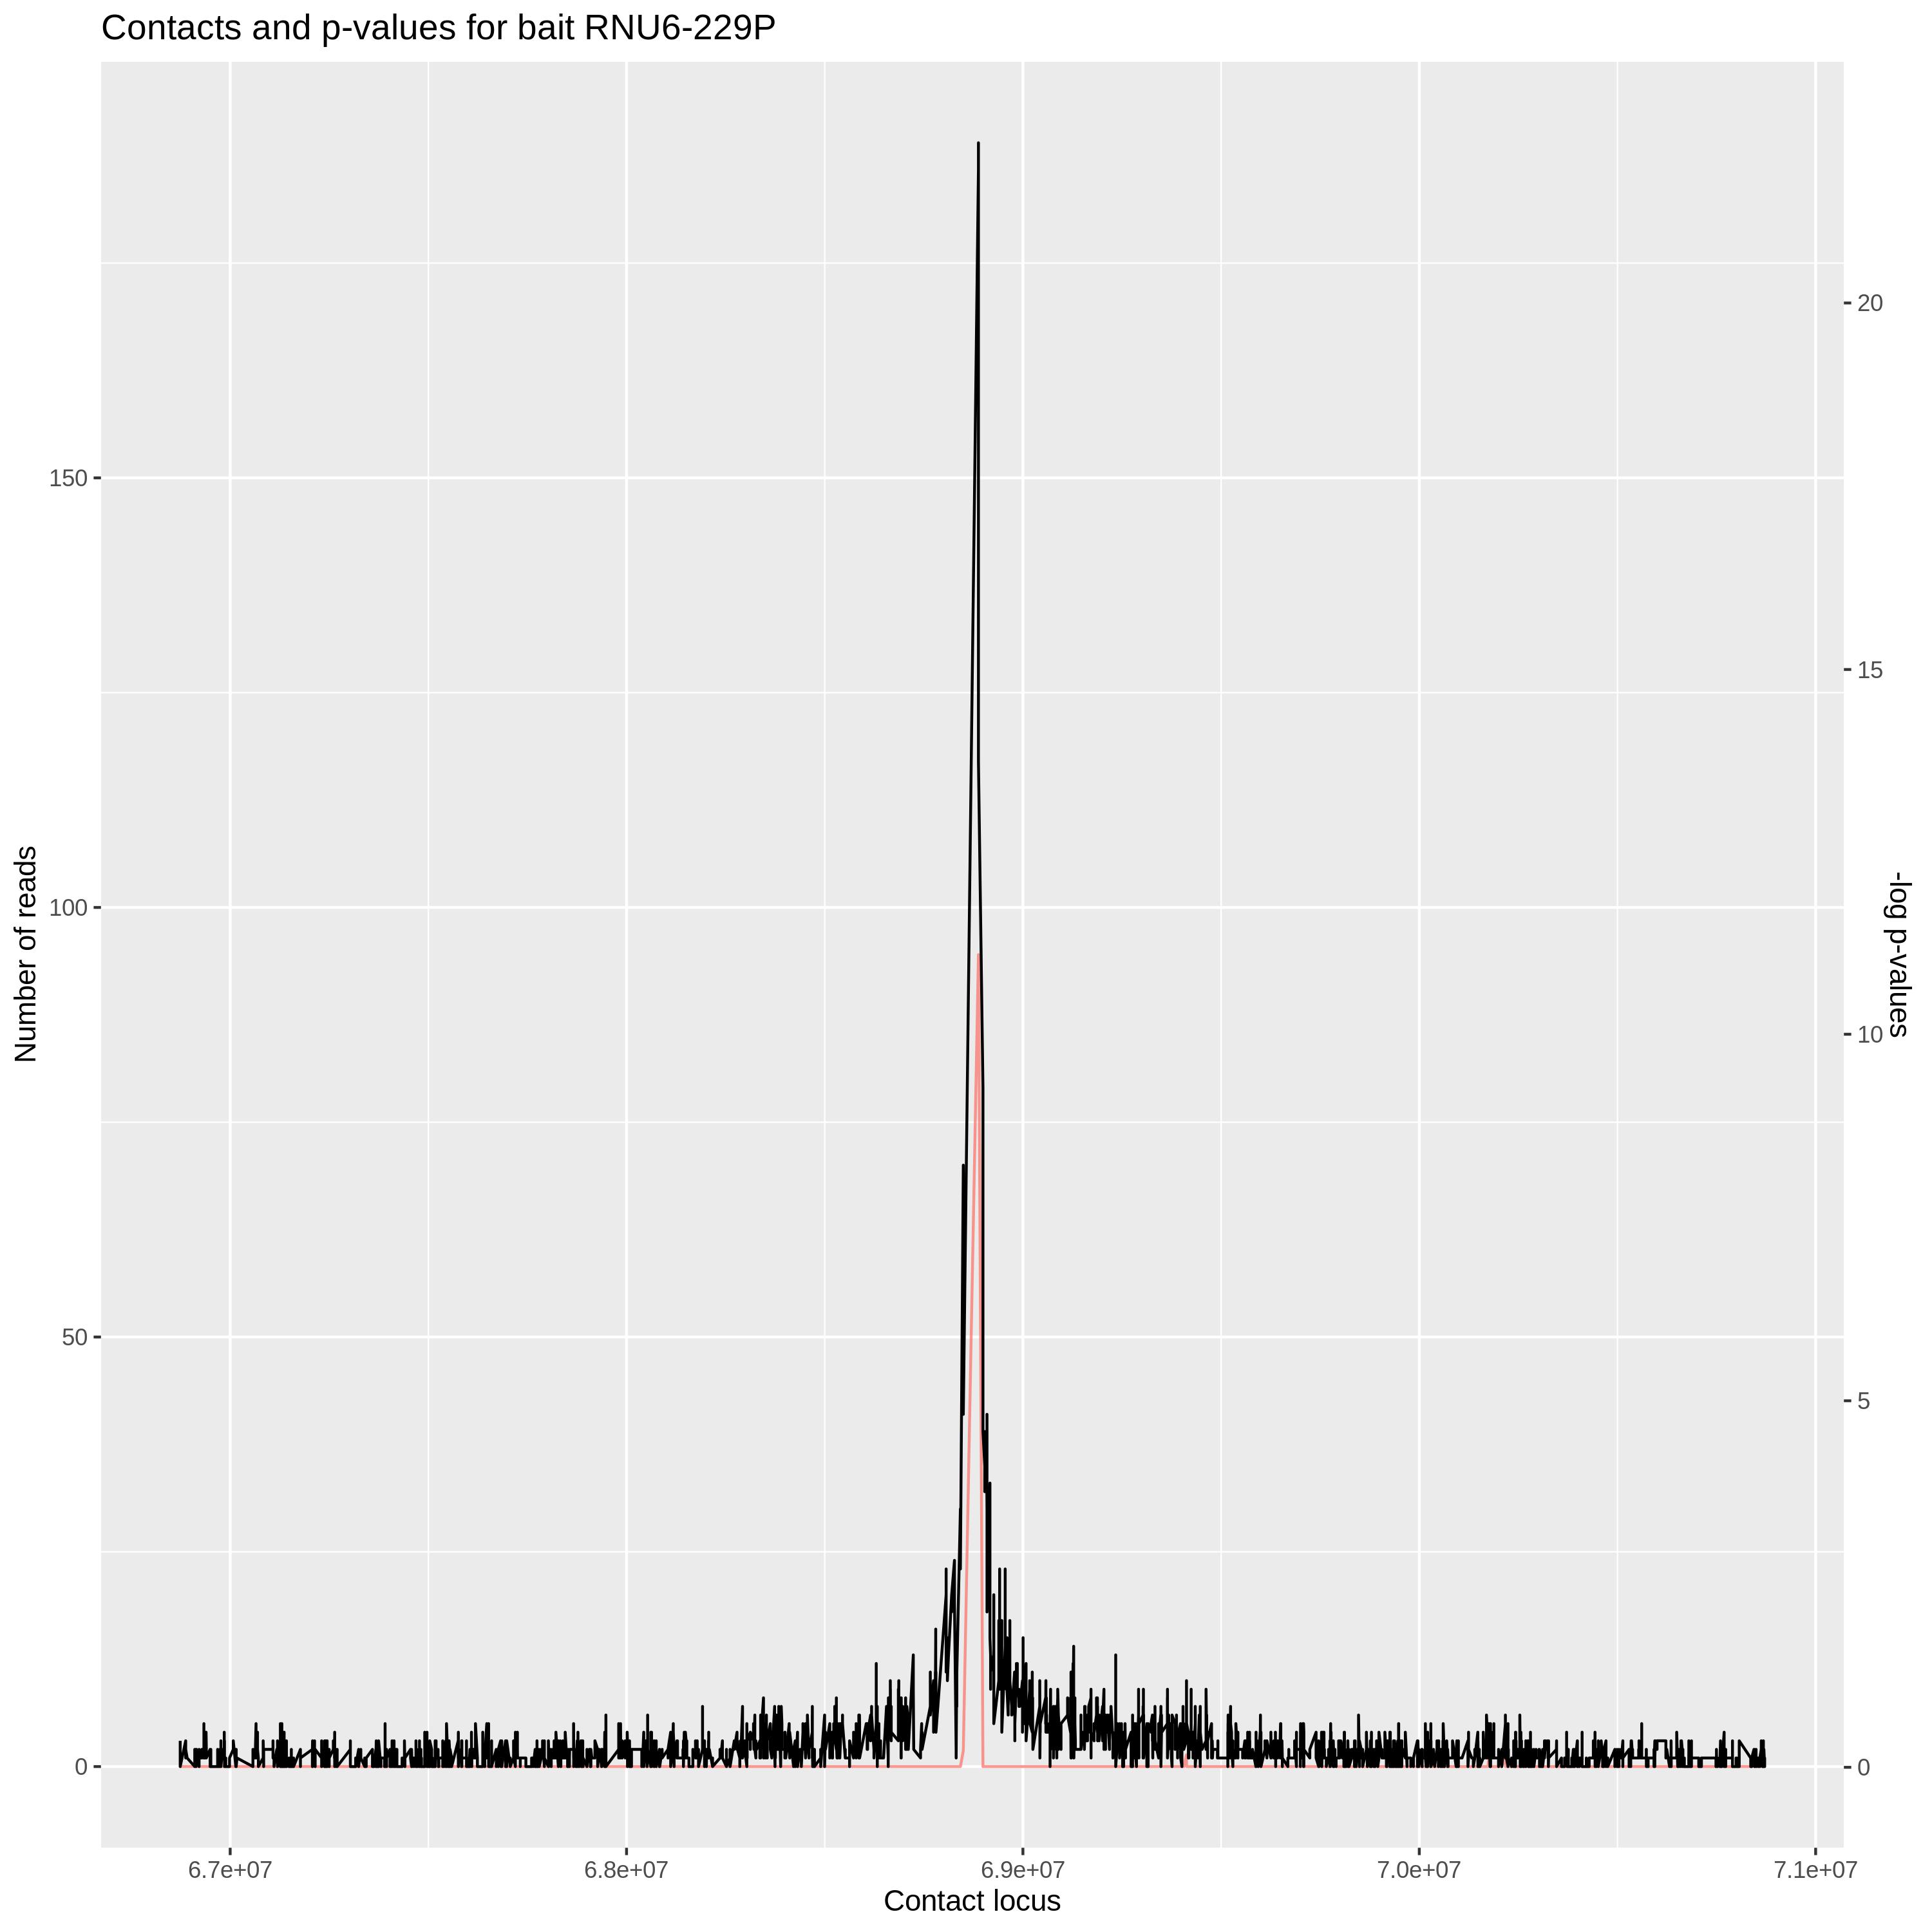 Contacts and p-values for bait RNU6-229P
Number of reads
150
100
50
0
20
15
10
5
0
-log p-values
6.7e+07
6.8e+07
6.9e+07
7.0e+07
7.1e+07
Contact locus